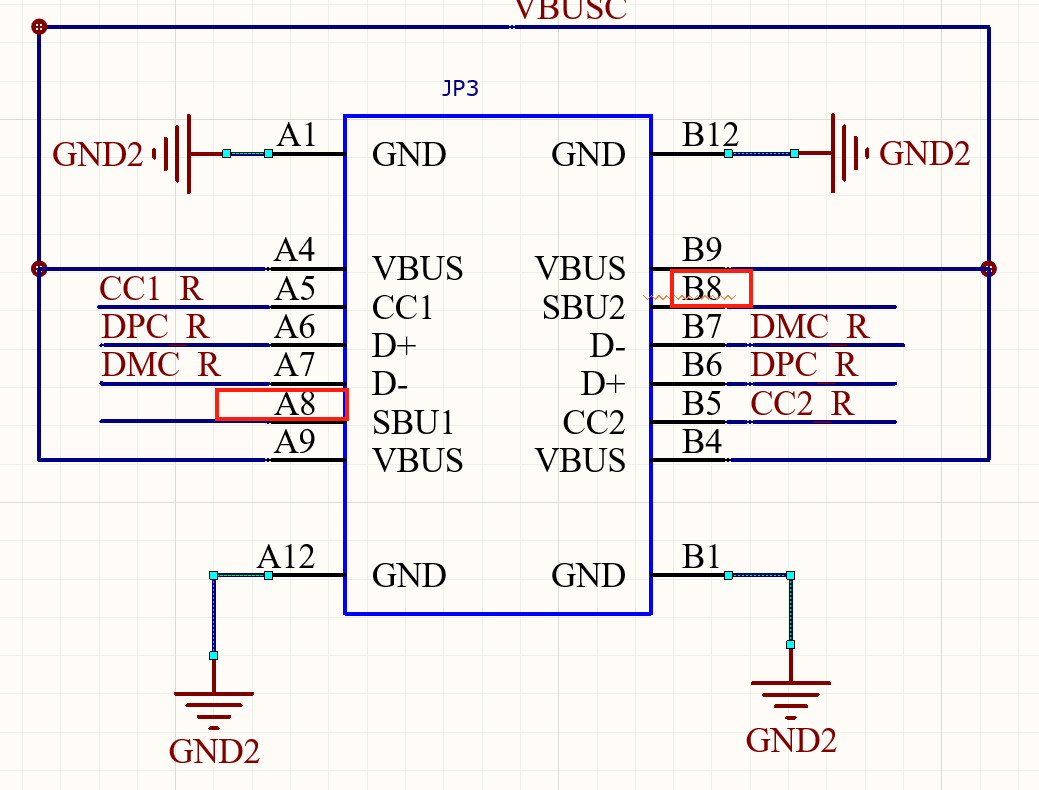 VBUSC
JP3
A1 B12
GND2 GND GND GND2
A4 B9
VBUS VBUS
CC1_R A5 B8
CC1 SBU2
DPC_R A6 B7 DMC_R
D+ D-
DMC_R A7 B6 DPC_R
D- D+
A8 B5 CC2_R
SBU1 CC2
A9 B4
VBUS VBUS
A12 B1
GND GND
GND2 GND2